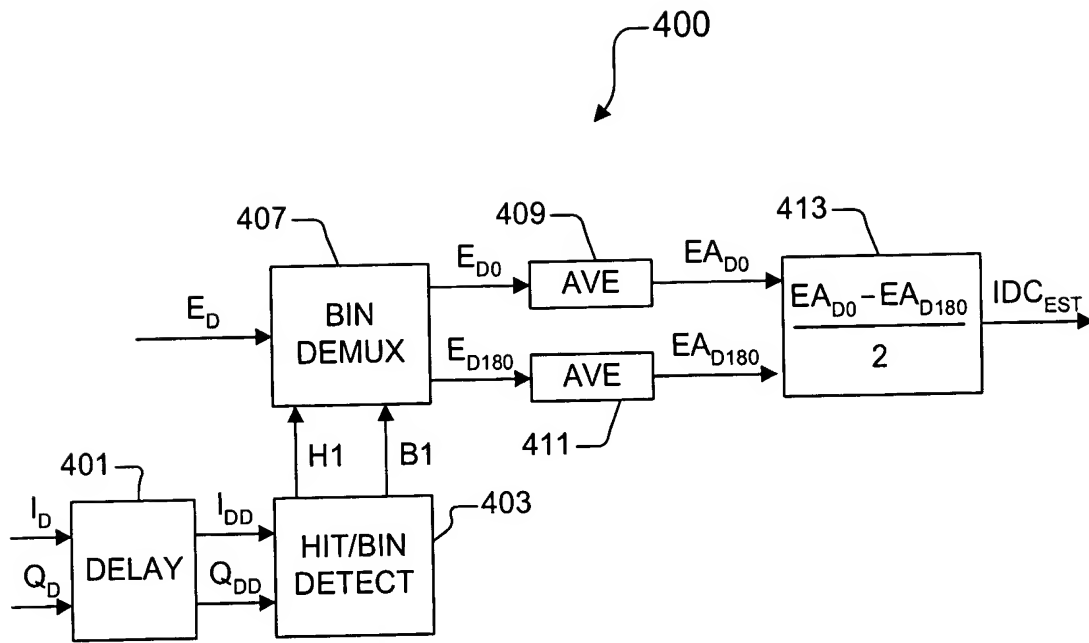 400
407
409
413
E_D0
EA_D0
AVE
E_D
BIN
DEMUX
EA_D0 – EA_D180
2
IDC_EST
E_D180
EA_D180
AVE
411
H1
B1
401
403
I_D
I_DD
DELAY
HIT/BIN
DETECT
Q_D
Q_DD